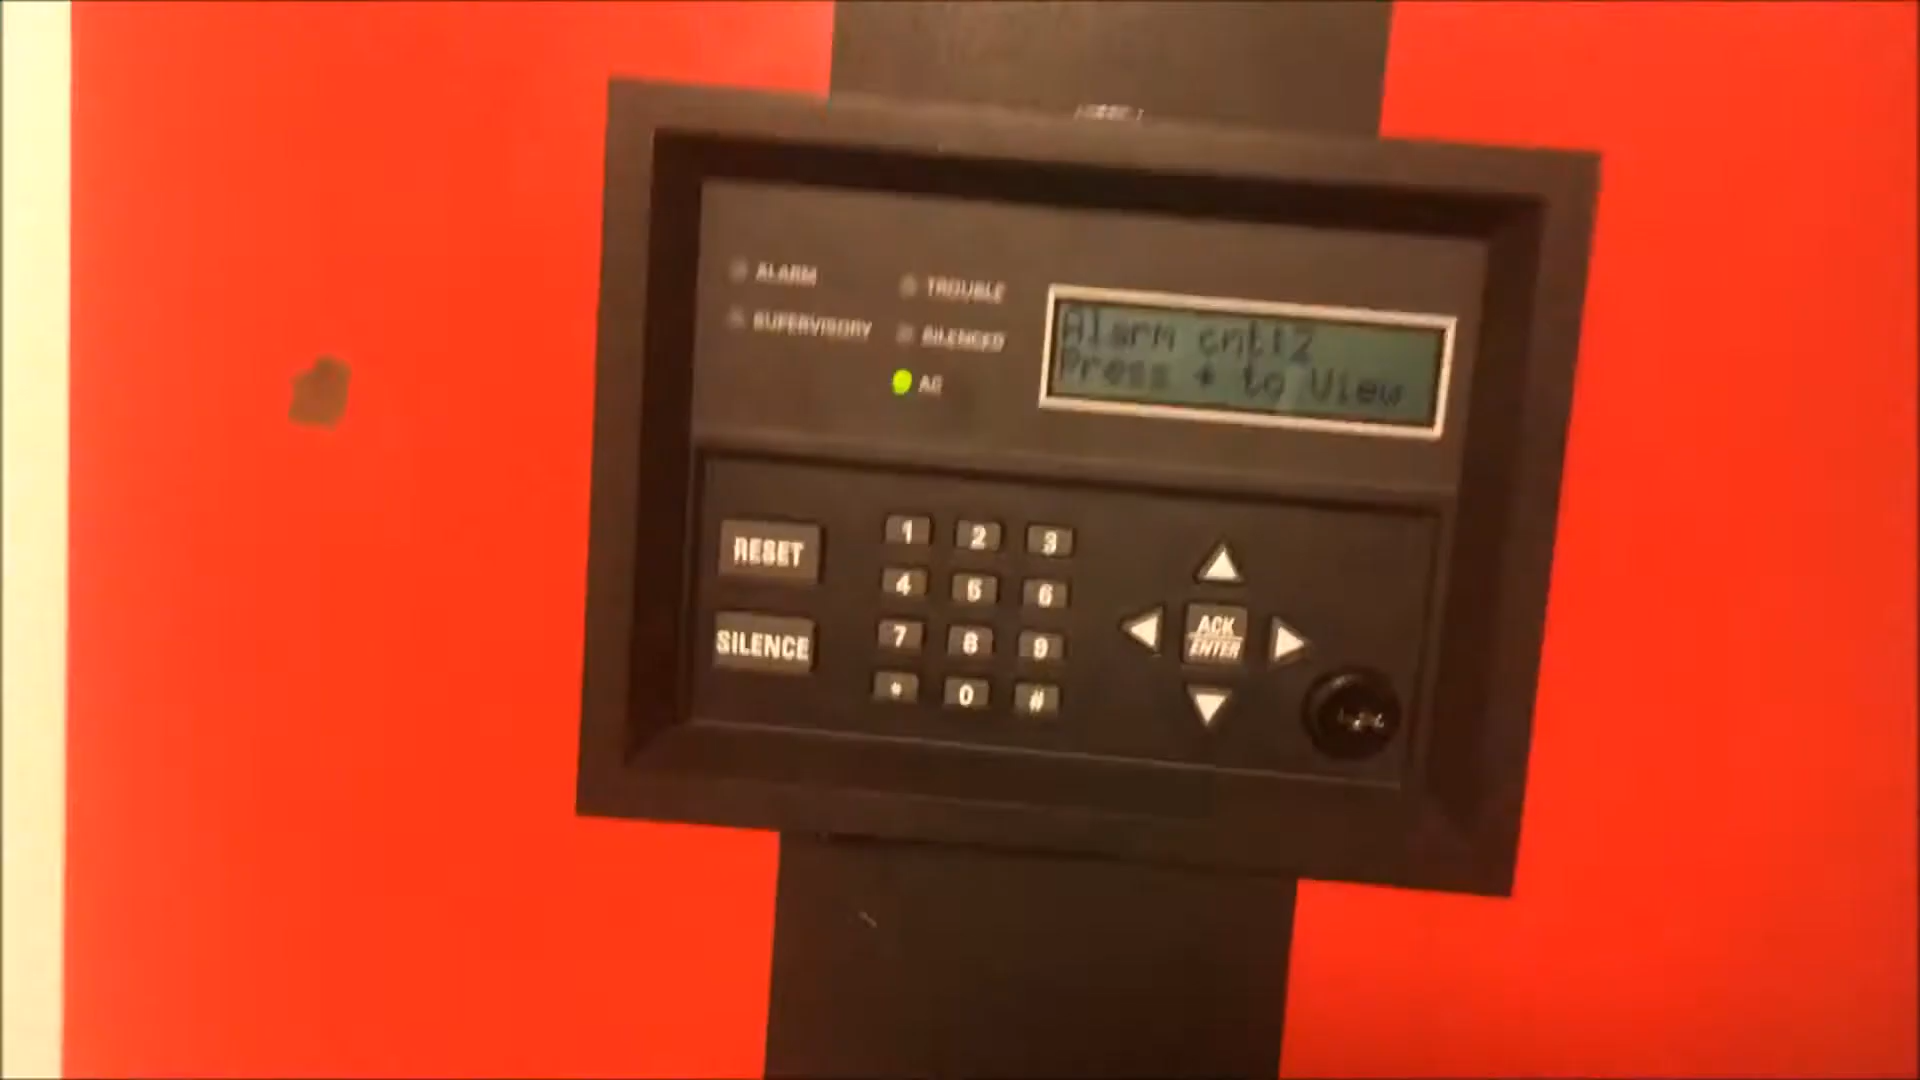 ALARM
TROUBLE
SUPERVISORY
SILENCED
AC
Alarm cnt:2
Press ↓ to View
RESET
SILENCE
1 2 3
4 5 6
7 8 9
* 0 #
ACK
ENTER